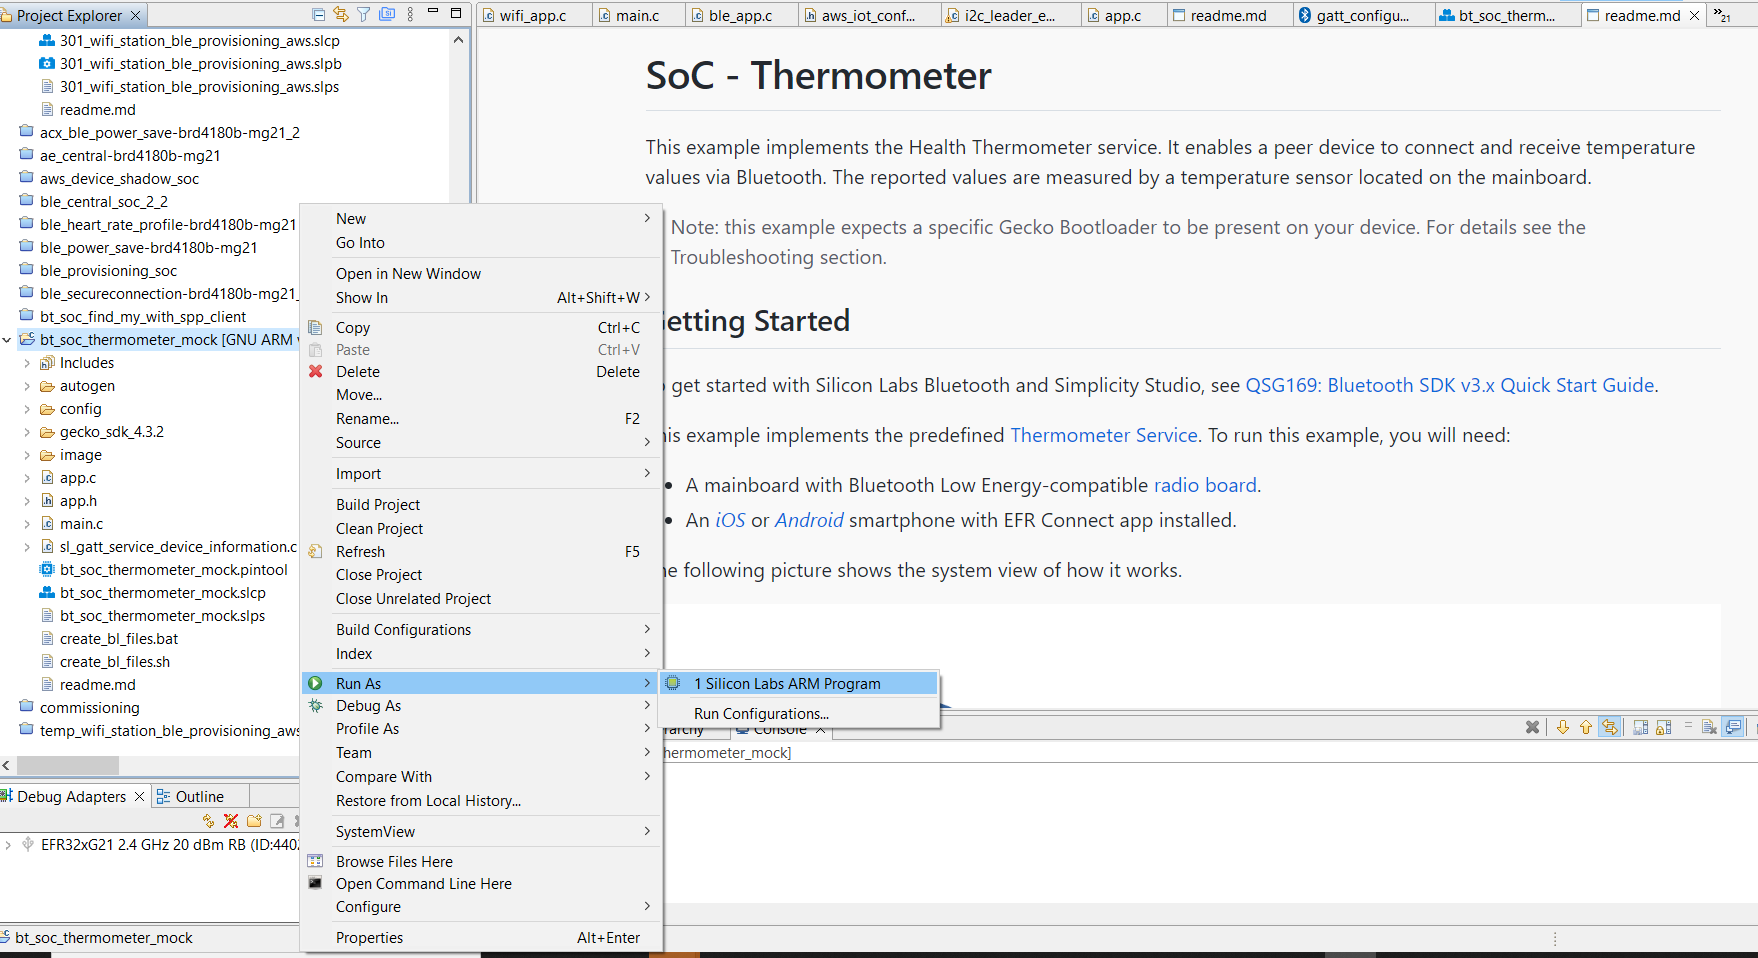 Project Explorer
wifi_app.c
main.c
ble_app.c
aws_iot_conf...
i2c_leader_e...
app.c
readme.md
gatt_configu...
bt_soc_therm...
readme.md
21
301_wifi_station_ble_provisioning_aws.slcp
301_wifi_station_ble_provisioning_aws.slpb
301_wifi_station_ble_provisioning_aws.slps
readme.md
acx_ble_power_save-brd4180b-mg21_2
ae_central-brd4180b-mg21
aws_device_shadow_soc
ble_central_soc_2_2
ble_heart_rate_profile-brd4180b-mg21
ble_power_save-brd4180b-mg21
ble_provisioning_soc
ble_secureconnection-brd4180b-mg21_
bt_soc_find_my_with_spp_client
bt_soc_thermometer_mock [GNU ARM v
Includes
autogen
config
gecko_sdk_4.3.2
image
app.c
app.h
main.c
sl_gatt_service_device_information.c
bt_soc_thermometer_mock.pintool
bt_soc_thermometer_mock.slcp
bt_soc_thermometer_mock.slps
create_bl_files.bat
create_bl_files.sh
readme.md
commissioning
temp_wifi_station_ble_provisioning_aws
Debug Adapters
Outline
EFR32xG21 2.4 GHz 20 dBm RB (ID:440
bt_soc_thermometer_mock
New
Go Into
Open in New Window
Show In Alt+Shift+W
Copy Ctrl+C
Paste Ctrl+V
Delete Delete
Move...
Rename... F2
Source
Import
Build Project
Clean Project
Refresh F5
Close Project
Close Unrelated Project
Build Configurations
Index
Run As
Debug As
Profile As
Team
Compare With
Restore from Local History...
SystemView
Browse Files Here
Open Command Line Here
Configure
Properties Alt+Enter
1 Silicon Labs ARM Program
Run Configurations...
SoC - Thermometer
This example implements the Health Thermometer service. It enables a peer device to connect and receive temperature
values via Bluetooth. The reported values are measured by a temperature sensor located on the mainboard.
Note: this example expects a specific Gecko Bootloader to be present on your device. For details see the
Troubleshooting section.
etting Started
get started with Silicon Labs Bluetooth and Simplicity Studio, see QSG169: Bluetooth SDK v3.x Quick Start Guide.
is example implements the predefined Thermometer Service. To run this example, you will need:
• A mainboard with Bluetooth Low Energy-compatible radio board.
• An iOS or Android smartphone with EFR Connect app installed.
e following picture shows the system view of how it works.
rarchy
Console
hermometer_mock]